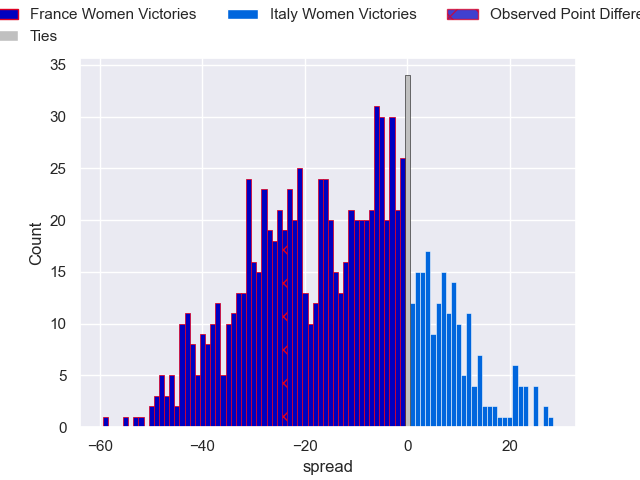 France Women Victories
Italy Women Victories
Observed Point Differe
Ties
35
30
25
20
15
10
5
0
Count
−60
−40
−20
0
20
spread